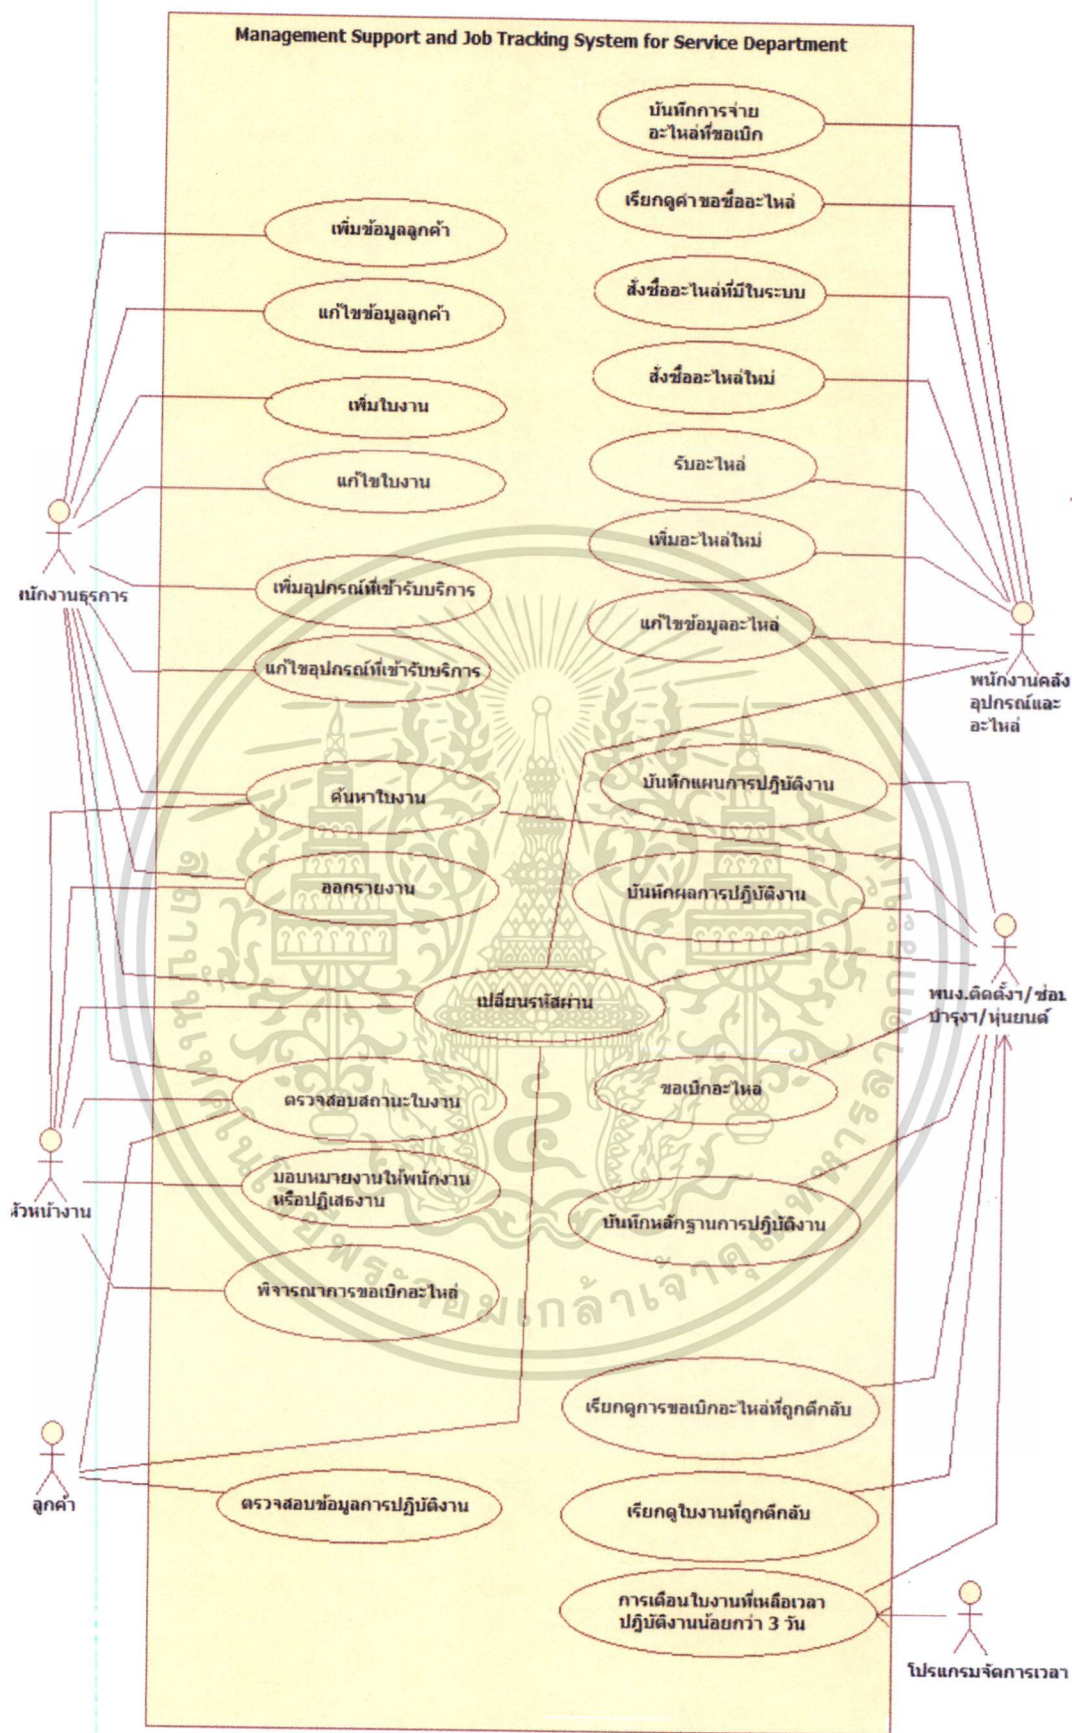 Management Support and Job Tracking System for Service Department
บันทึกการจ่าย
อะไหล่ที่ขอเบิก
เรียกดูคำขอซื้ออะไหล่
เพิ่มข้อมูลลูกค้า
สั่งซื้ออะไหล่ที่มีในระบบ
แก้ไขข้อมูลลูกค้า
สั่งซื้ออะไหล่ใหม่
เพิ่มใบงาน
รับอะไหล่
แก้ไขใบงาน
เพิ่มอะไหล่ใหม่
นักงานธุรการ
เพิ่มอุปกรณ์ที่เข้ารับบริการ
แก้ไขข้อมูลอะไหล่
แก้ไขอุปกรณ์ที่เข้ารับบริการ
พนักงานคลัง
อุปกรณ์และ
อะไหล่
บันทึกแผนการปฏิบัติงาน
ค้นหาใบงาน
ออกรายงาน
บันทึกผลการปฏิบัติงาน
เปลี่ยนรหัสผ่าน
พนง.ติดตั้งฯ/ซ่อม
บำรุงฯ/หุ่นยนต์
ตรวจสอบสถานะใบงาน
ขอเบิกอะไหล่
มอบหมายงานให้พนักงาน
หรือปฏิเสธงาน
หัวหน้างาน
บันทึกหลักฐานการปฏิบัติงาน
พิจารณาการขอเบิกอะไหล่
เรียกดูการขอเบิกอะไหล่ที่ถูกตีกลับ
ลูกค้า
ตรวจสอบข้อมูลการปฏิบัติงาน
เรียกดูใบงานที่ถูกตีกลับ
การเตือนใบงานที่เหลือเวลา
ปฏิบัติงานน้อยกว่า 3 วัน
โปรแกรมจัดการเวลา